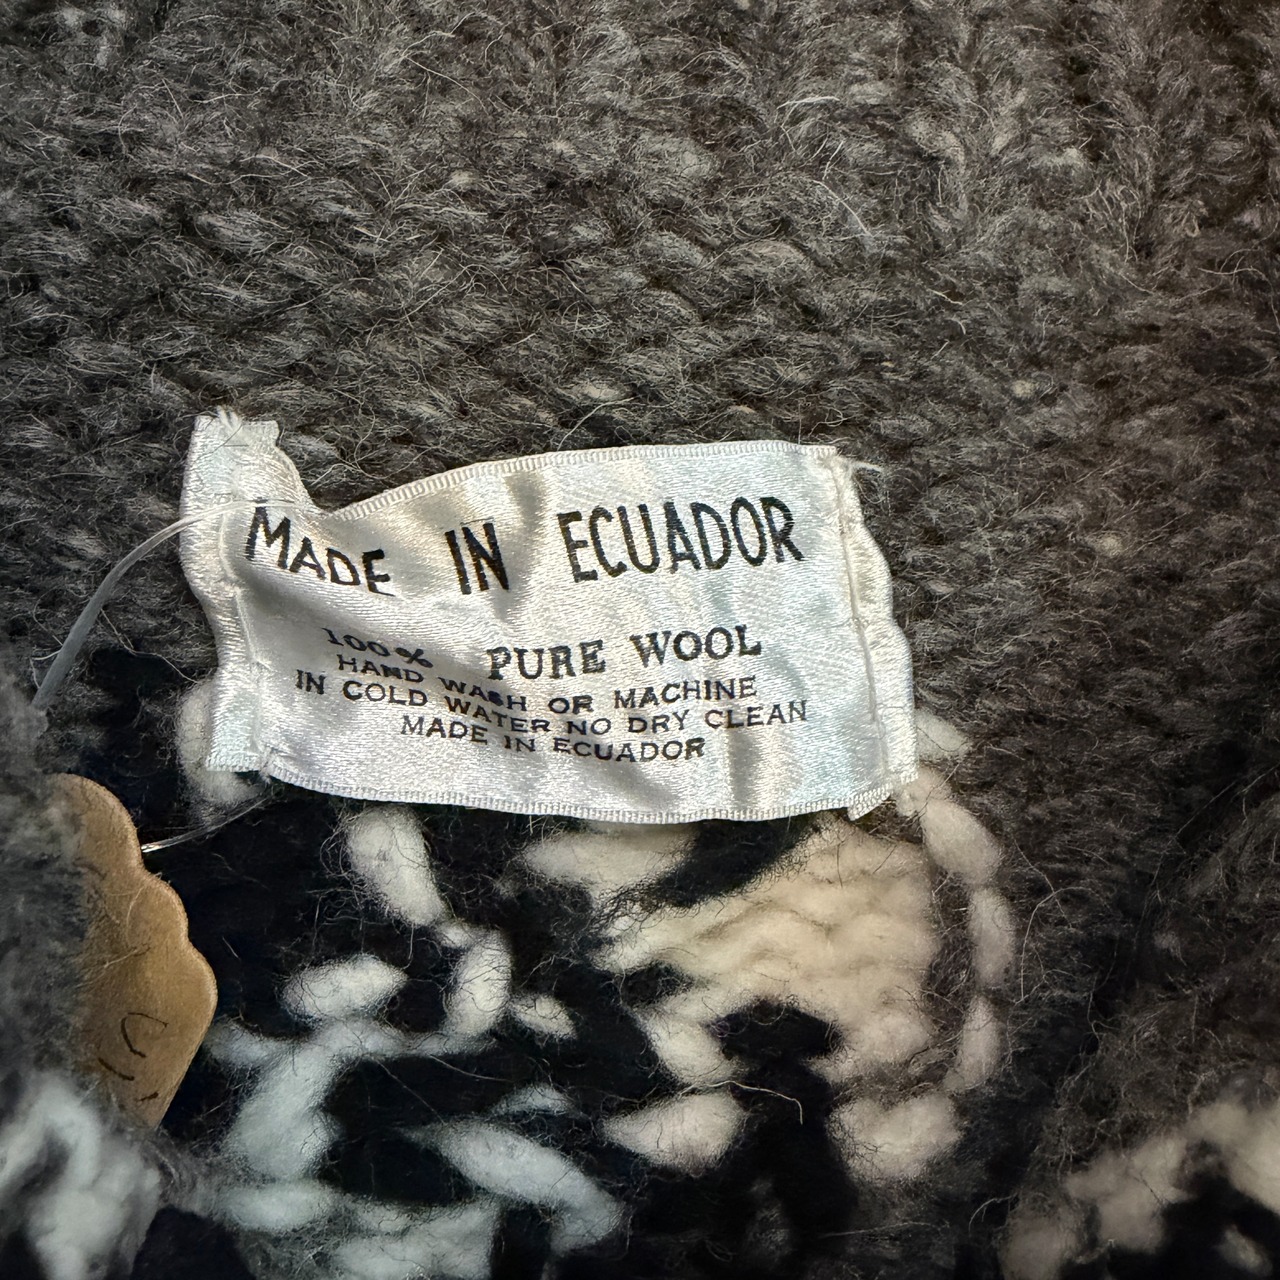 MADE IN ECUADOR
100% PURE WOOL
HAND WASH OR MACHINE
IN COLD WATER NO DRY CLEAN
MADE IN ECUADOR